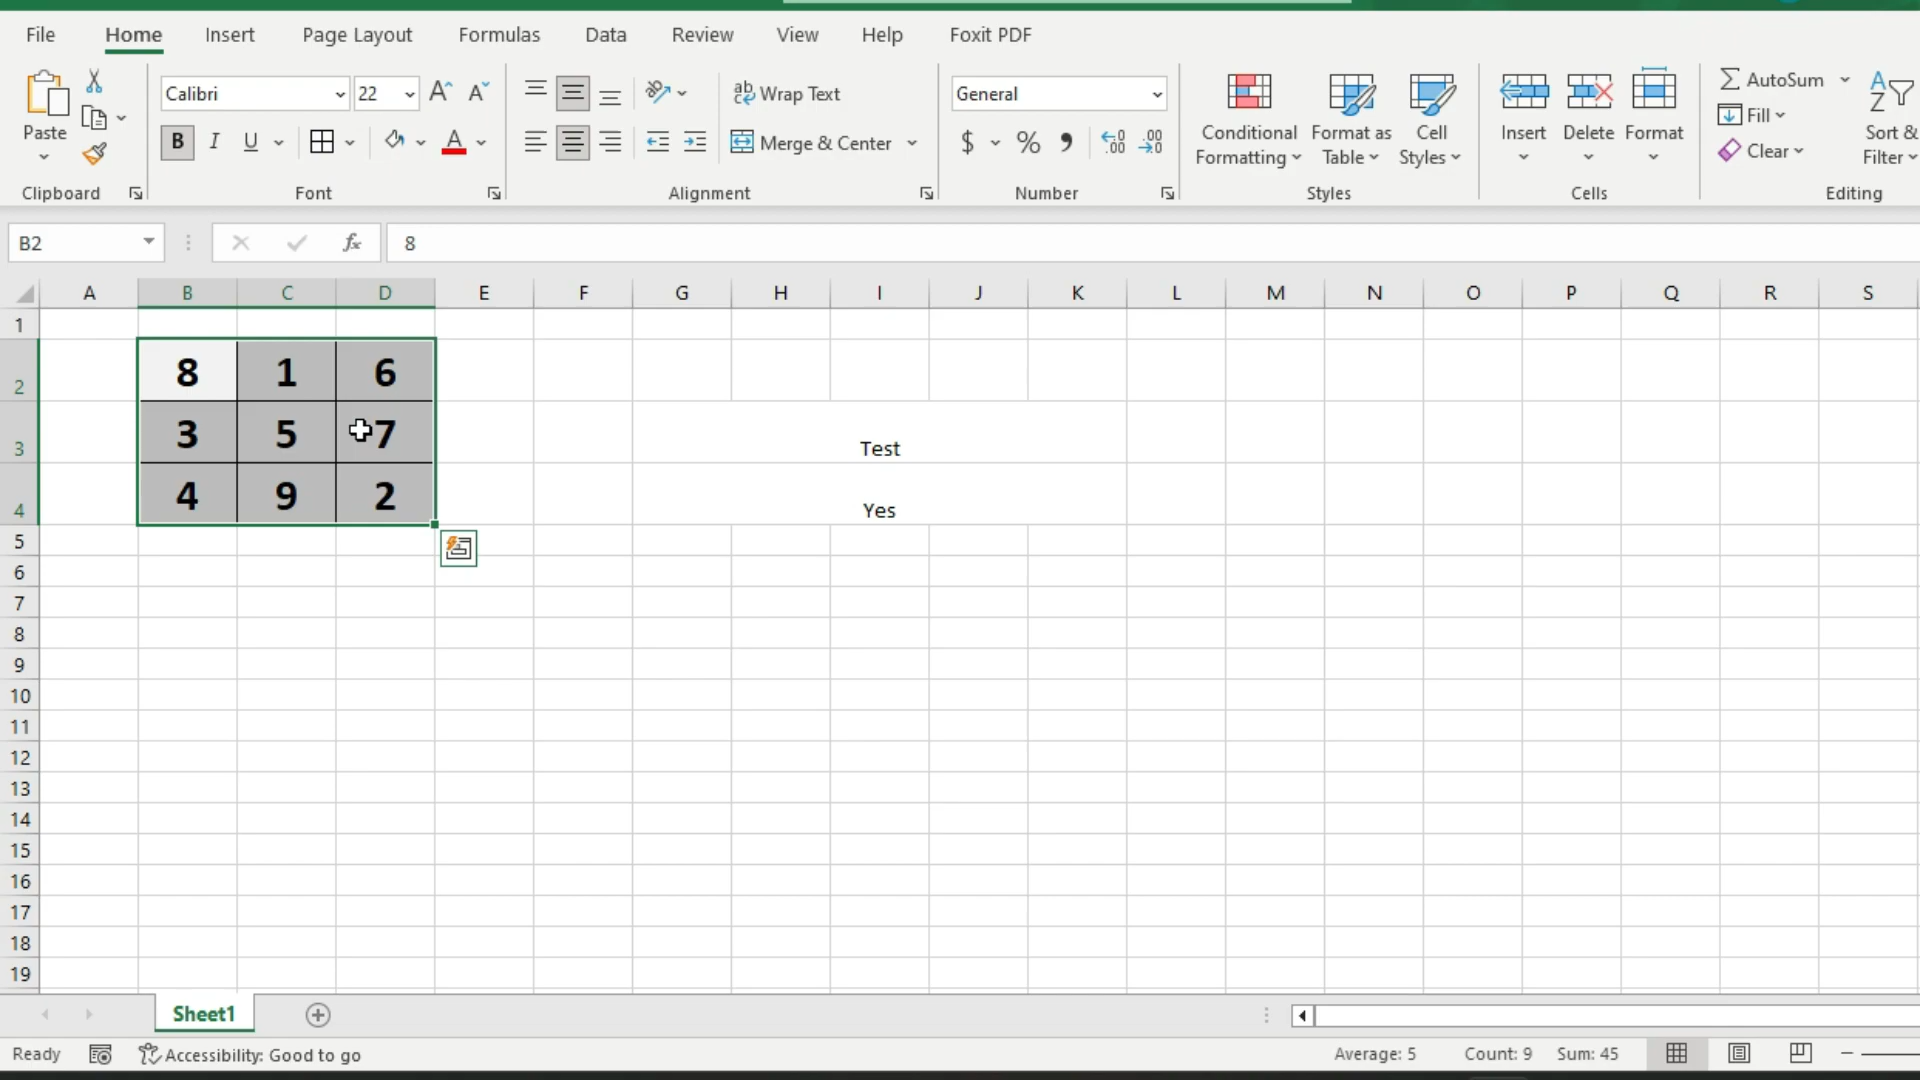 File Home Insert Page Layout Formulas Data Review View Help Foxit PDF
Paste
Clipboard
Calibri 22 A A
B I U A
Font
ab Wrap Text
Merge & Center
Alignment
General
$ % , .00 .00
Number
Conditional Formatting
Format as Table
Cell Styles
Styles
Insert Delete Format
Cells
AutoSum
Fill
Clear
Sort &
Filter
Editing
B2 fx 8
A B C D E F G H I J K L M N O P Q R S
1
2 8 1 6
3 3 5 7 Test
4 4 9 2 Yes
5
6
7
8
9
10
11
12
13
14
15
16
17
18
19
Sheet1
Ready Accessibility: Good to go Average: 5 Count: 9 Sum: 45